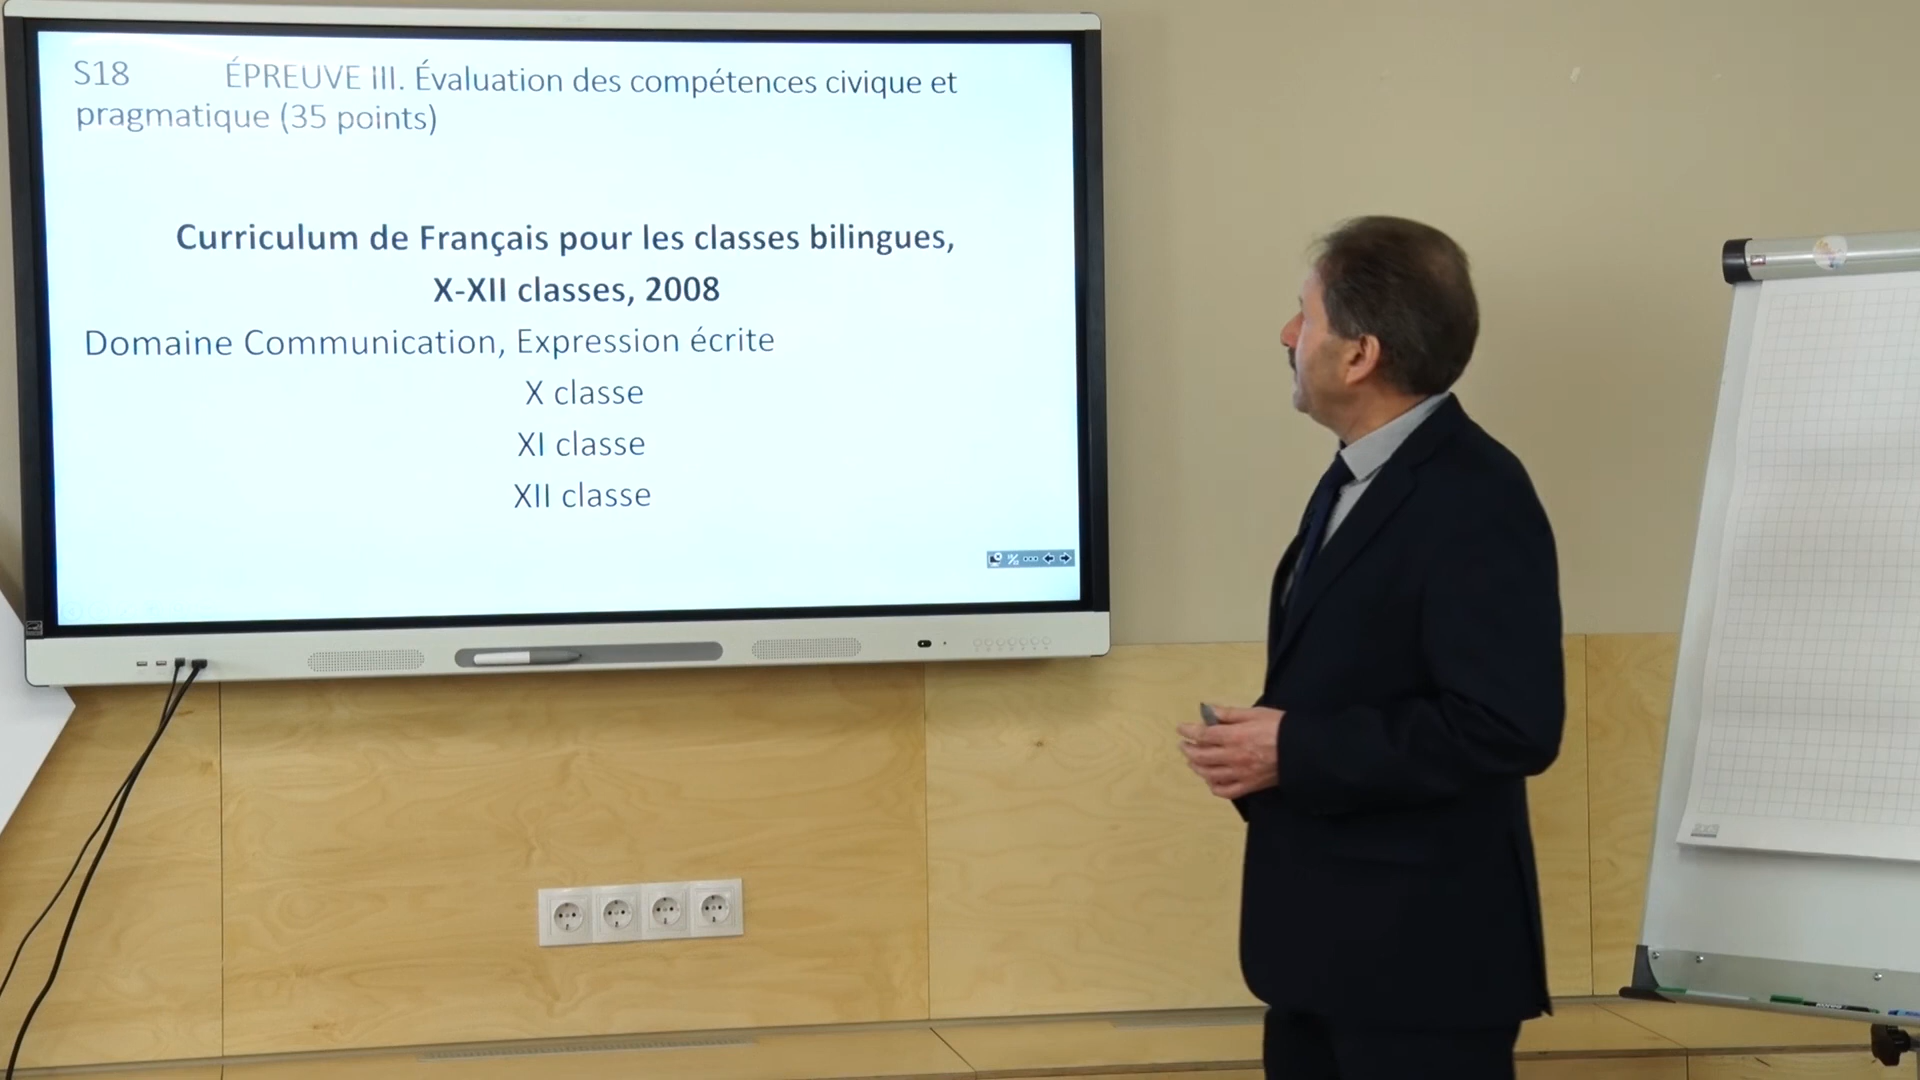 S18 ÉPREUVE III. Évaluation des compétences civique et
pragmatique (35 points)
Curriculum de Français pour les classes bilingues,
X-XII classes, 2008
Domaine Communication, Expression écrite
X classe
XI classe
XII classe